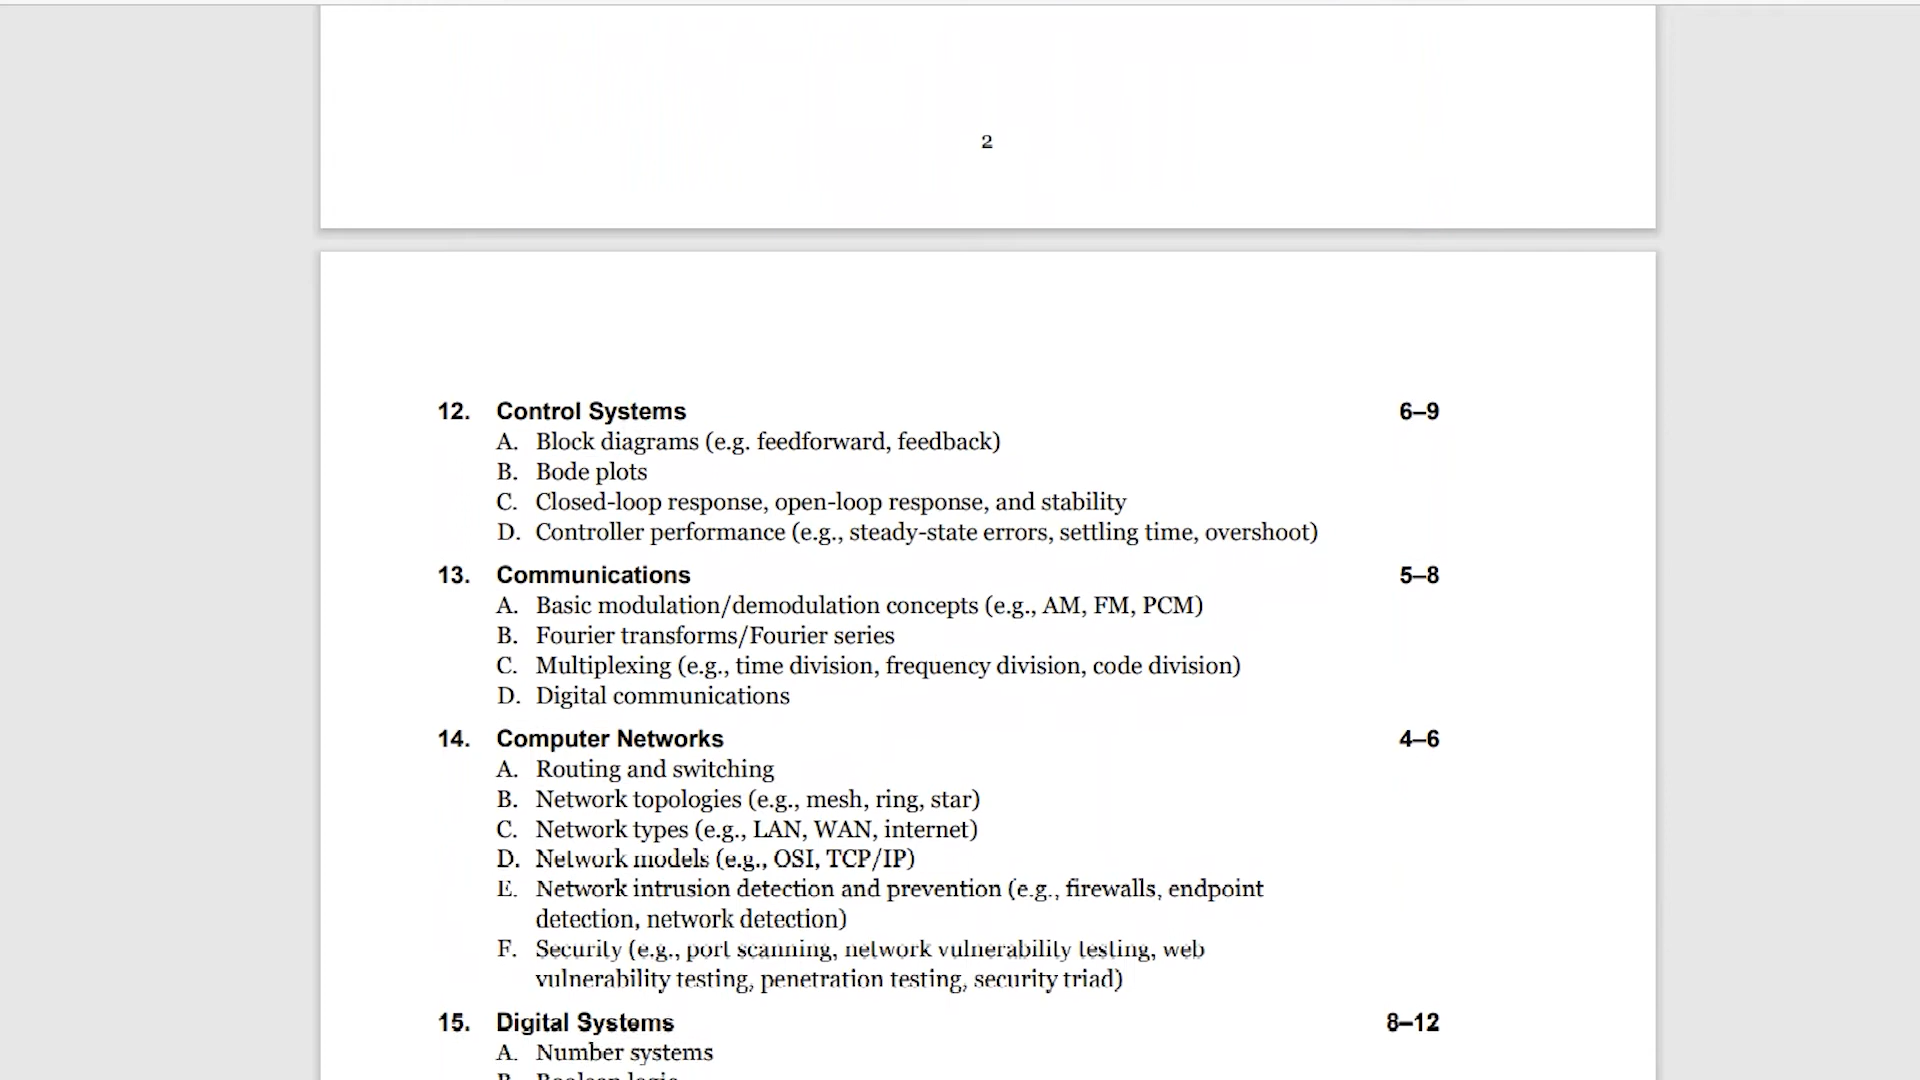 2
12. Control Systems 6–9
A. Block diagrams (e.g. feedforward, feedback)
B. Bode plots
C. Closed-loop response, open-loop response, and stability
D. Controller performance (e.g., steady-state errors, settling time, overshoot)
13. Communications 5–8
A. Basic modulation/demodulation concepts (e.g., AM, FM, PCM)
B. Fourier transforms/Fourier series
C. Multiplexing (e.g., time division, frequency division, code division)
D. Digital communications
14. Computer Networks 4–6
A. Routing and switching
B. Network topologies (e.g., mesh, ring, star)
C. Network types (e.g., LAN, WAN, internet)
D. Network models (e.g., OSI, TCP/IP)
E. Network intrusion detection and prevention (e.g., firewalls, endpoint
detection, network detection)
F. Security (e.g., port scanning, network vulnerability testing, web
vulnerability testing, penetration testing, security triad)
15. Digital Systems 8–12
A. Number systems
B. Boolean logic